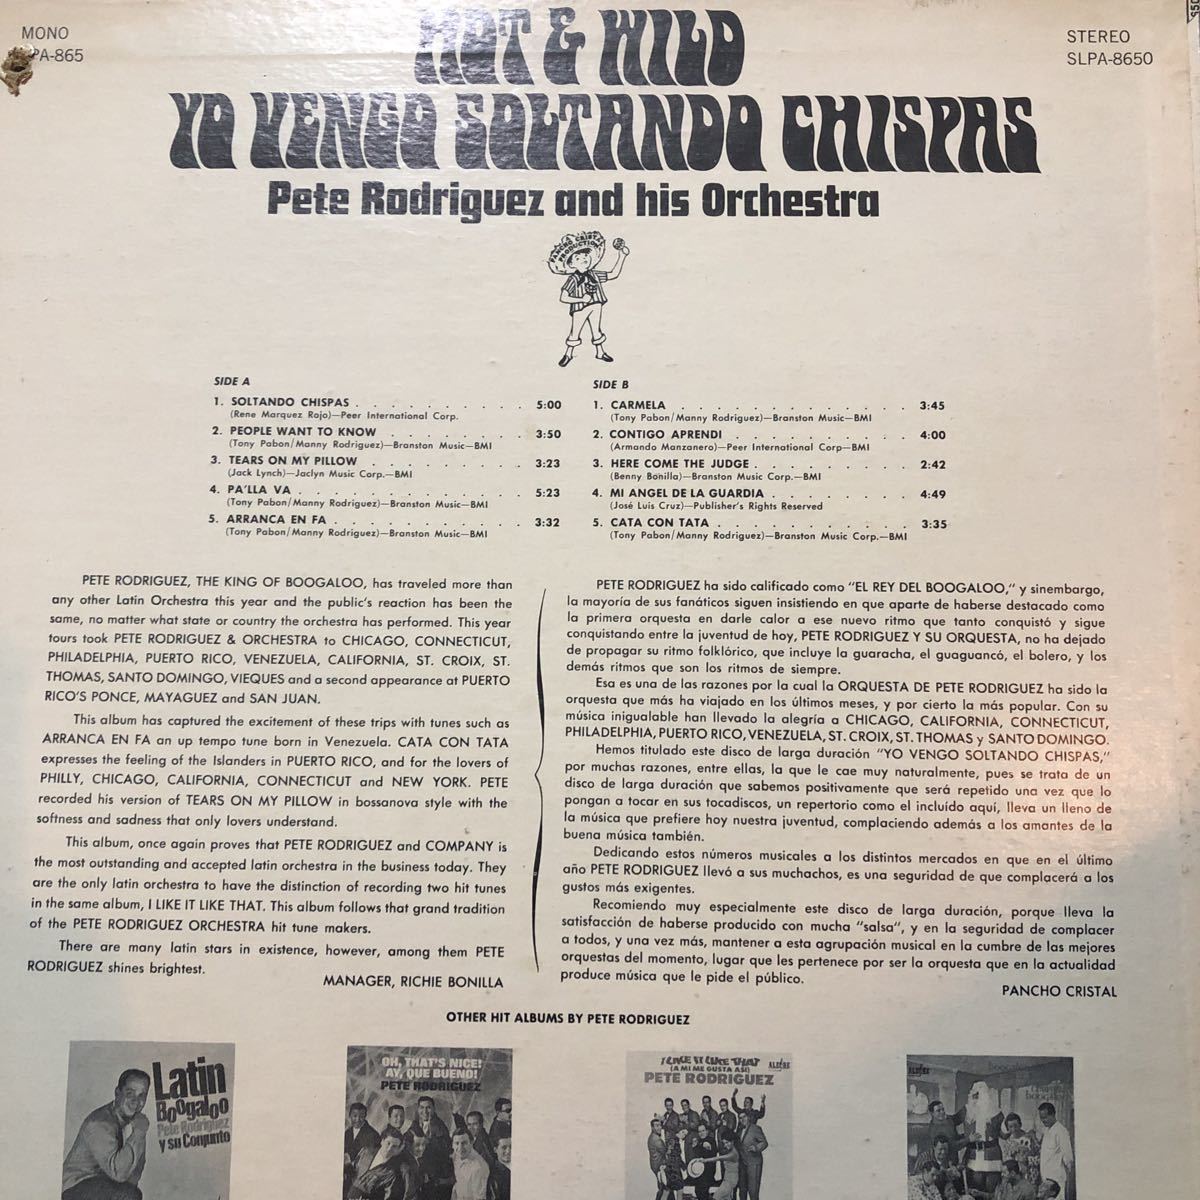 MONO
PA-865
STEREO
SLPA-8650
HOT & WILD
YO VENGO SOLTANDO CHISPAS
Pete Rodriguez and his Orchestra
A
PANCHO CRISTAL
PRODUCTION
SIDE A
1. SOLTANDO CHISPAS . . . . . . . . . . 5:00
(Rene Marquez Rojo)—Peer International Corp.
2. PEOPLE WANT TO KNOW . . . . . . . . 3:50
(Tony Pabon/Manny Rodriguez)—Branston Music—BMI
3. TEARS ON MY PILLOW . . . . . . . . . 3:23
(Jack Lynch)—Jaclyn Music Corp.—BMI
4. PA'LLA VA . . . . . . . . . . . . . 5:23
(Tony Pabon/Manny Rodriguez)—Branston Music—BMI
5. ARRANCA EN FA . . . . . . . . . . . 3:32
(Tony Pabon/Manny Rodriguez)—Branston Music—BMI
SIDE B
1. CARMELA . . . . . . . . . . . . . 3:45
(Tony Pabon/Manny Rodriguez)—Branston Music—BMI
2. CONTIGO APRENDI . . . . . . . . . . 4:00
(Armando Manzanero)—Peer International Corp—BMI
3. HERE COME THE JUDGE . . . . . . . . . 2:42
(Benny Bonilla)—Branston Music Corp.—BMI
4. MI ANGEL DE LA GUARDIA . . . . . . . . 4:49
(José Luis Cruz)—Publisher's Rights Reserved
5. CATA CON TATA . . . . . . . . . . . 3:35
(Tony Pabon/Manny Rodriguez)—Branston Music Corp.—BMI
PETE RODRIGUEZ, THE KING OF BOOGALOO, has traveled more than
any other Latin Orchestra this year and the public's reaction has been the
same, no matter what state or country the orchestra has performed. This year
tours took PETE RODRIGUEZ & ORCHESTRA to CHICAGO, CONNECTICUT,
PHILADELPHIA, PUERTO RICO, VENEZUELA, CALIFORNIA, ST. CROIX, ST.
THOMAS, SANTO DOMINGO, VIEQUES and a second appearance at PUERTO
RICO'S PONCE, MAYAGUEZ and SAN JUAN.
This album has captured the excitement of these trips with tunes such as
ARRANCA EN FA an up tempo tune born in Venezuela. CATA CON TATA
expresses the feeling of the Islanders in PUERTO RICO, and for the lovers of
PHILLY, CHICAGO, CALIFORNIA, CONNECTICUT and NEW YORK. PETE
recorded his version of TEARS ON MY PILLOW in bossanova style with the
softness and sadness that only lovers understand.
This album, once again proves that PETE RODRIGUEZ and COMPANY is
the most outstanding and accepted latin orchestra in the business today. They
are the only latin orchestra to have the distinction of recording two hit tunes
in the same album, I LIKE IT LIKE THAT. This album follows that grand tradition
of the PETE RODRIGUEZ ORCHESTRA hit tune makers.
There are many latin stars in existence, however, among them PETE
RODRIGUEZ shines brightest.
MANAGER, RICHIE BONILLA
PETE RODRIGUEZ ha sido calificado como "EL REY DEL BOOGALOO," y sinembargo,
la mayoría de sus fanáticos siguen insistiendo en que aparte de haberse destacado como
la primera orquesta en darle calor a ese nuevo ritmo que tanto conquistó y sigue
conquistando entre la juventud de hoy, PETE RODRIGUEZ Y SU ORQUESTA, no ha dejado
de propagar su ritmo folklórico, que incluye la guaracha, el guaguancó, el bolero, y los
demás ritmos que son los ritmos de siempre.
Esa es una de las razones por la cual la ORQUESTA DE PETE RODRIGUEZ ha sido la
orquesta que más ha viajado en los últimos meses, y por cierto la más popular. Con su
música inigualable han llevado la alegría a CHICAGO, CALIFORNIA, CONNECTICUT,
PHILADELPHIA, PUERTO RICO, VENEZUELA, ST. CROIX, ST. THOMAS y SANTO DOMINGO.
Hemos titulado este disco de larga duración "YO VENGO SOLTANDO CHISPAS,"
por muchas razones, entre ellas, la que le cae muy naturalmente, pues se trata de un
disco de larga duración que sabemos positivamente que será repetido una vez que lo
pongan a tocar en sus tocadiscos, un repertorio como el incluído aquí, lleva un lleno de
la música que prefiere hoy nuestra juventud, complaciendo además a los amantes de la
buena música también.
Dedicando estos números musicales a los distintos mercados en que en el último
año PETE RODRIGUEZ llevó a sus muchachos, es una seguridad de que complacerá a los
gustos más exigentes.
Recomiendo muy especialmente este disco de larga duración, porque lleva la
satisfacción de haberse producido con mucha "salsa", y en la seguridad de complacer
a todos, y una vez más, mantener a esta agrupación musical en la cumbre de las mejores
orquestas del momento, lugar que les pertenece por ser la orquesta que en la actualidad
produce música que le pide el público.
PANCHO CRISTAL
OTHER HIT ALBUMS BY PETE RODRIGUEZ
Latin
Boogaloo
Pete Rodriguez
y su Conjunto
OH, THAT'S NICE!
AY, QUE BUENO!
PETE RODRIGUEZ
I LIKE IT LIKE THAT
(A MI ME GUSTA ASI)
ALEGRE
PETE RODRIGUEZ